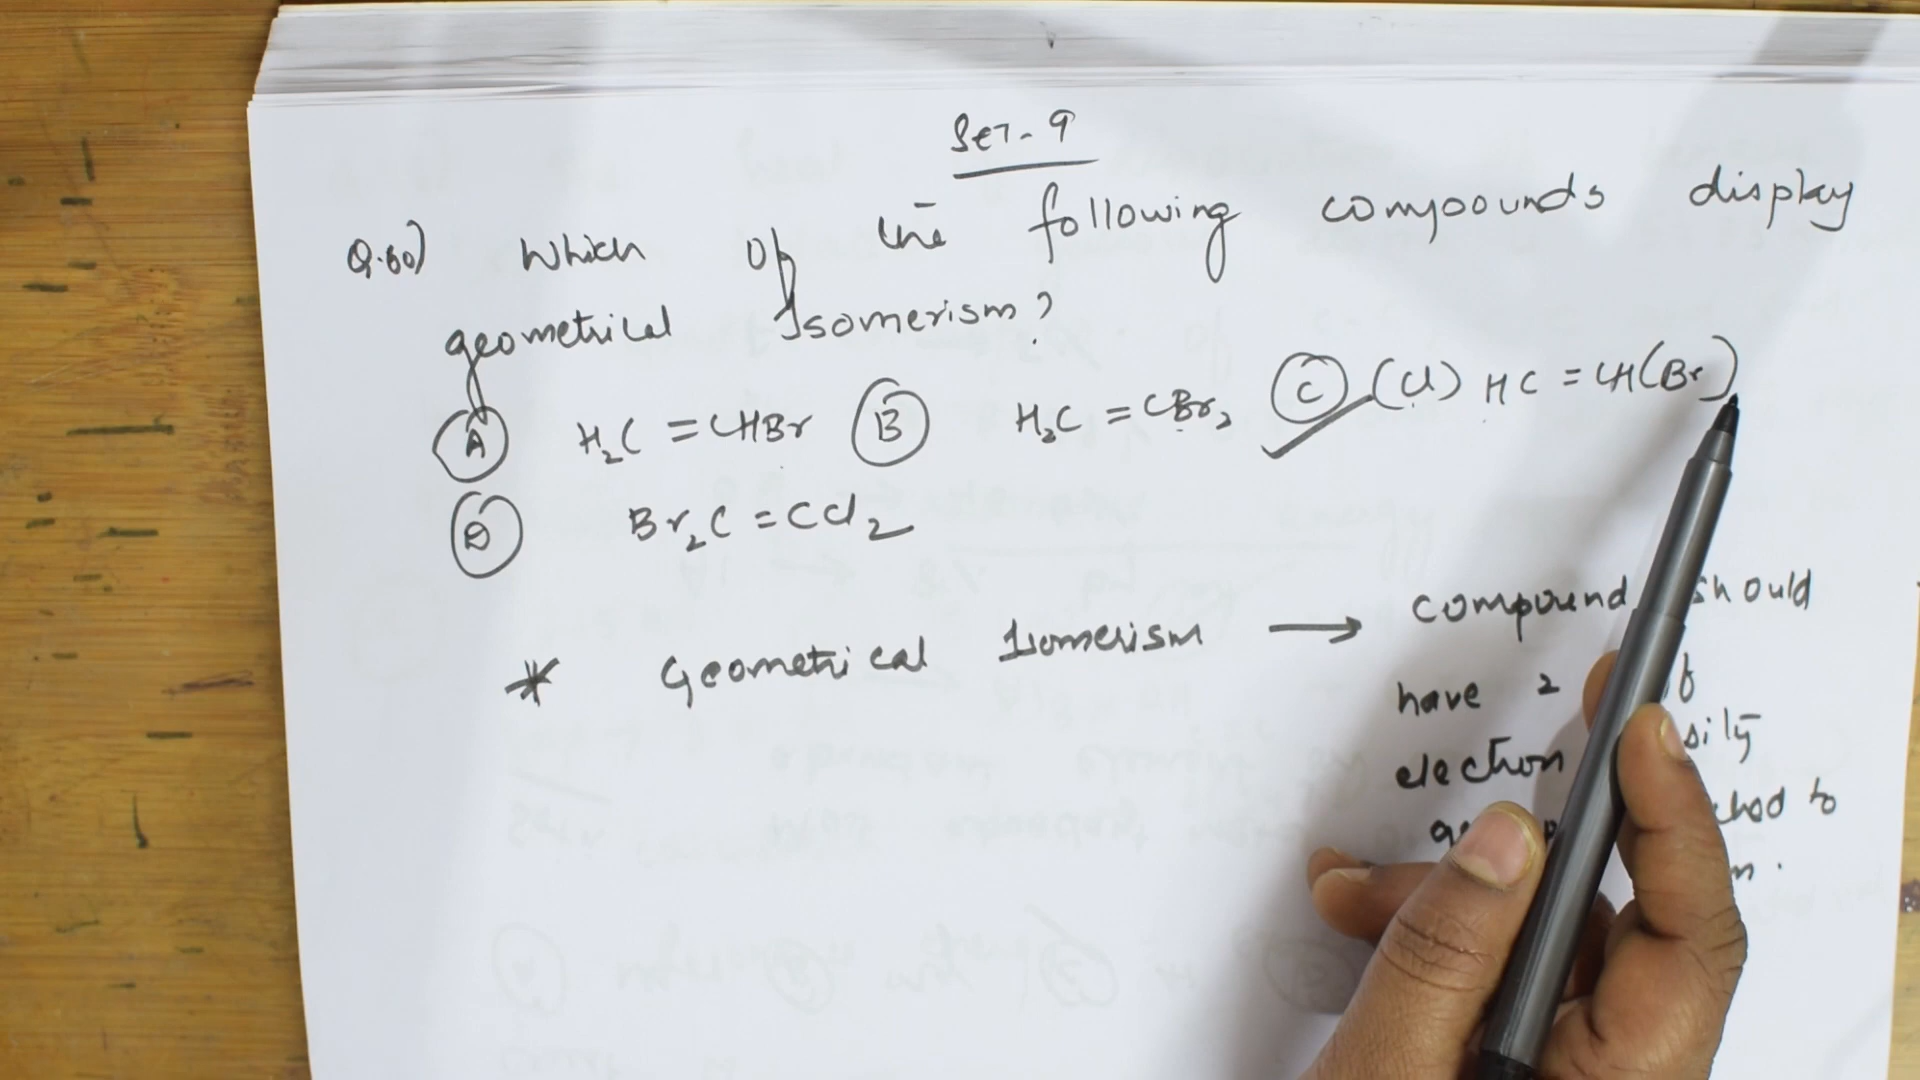 Set-9
Q.60) Which of the following compounds display
geometrical Isomerism?
(A) H₂C=CHBr (B) H₂C=CBr₂ (C) (Cl)HC=CH(Br)
(D) Br₂C=CCl₂
* Geometrical Isomerism → compound should
have 2
electron
to